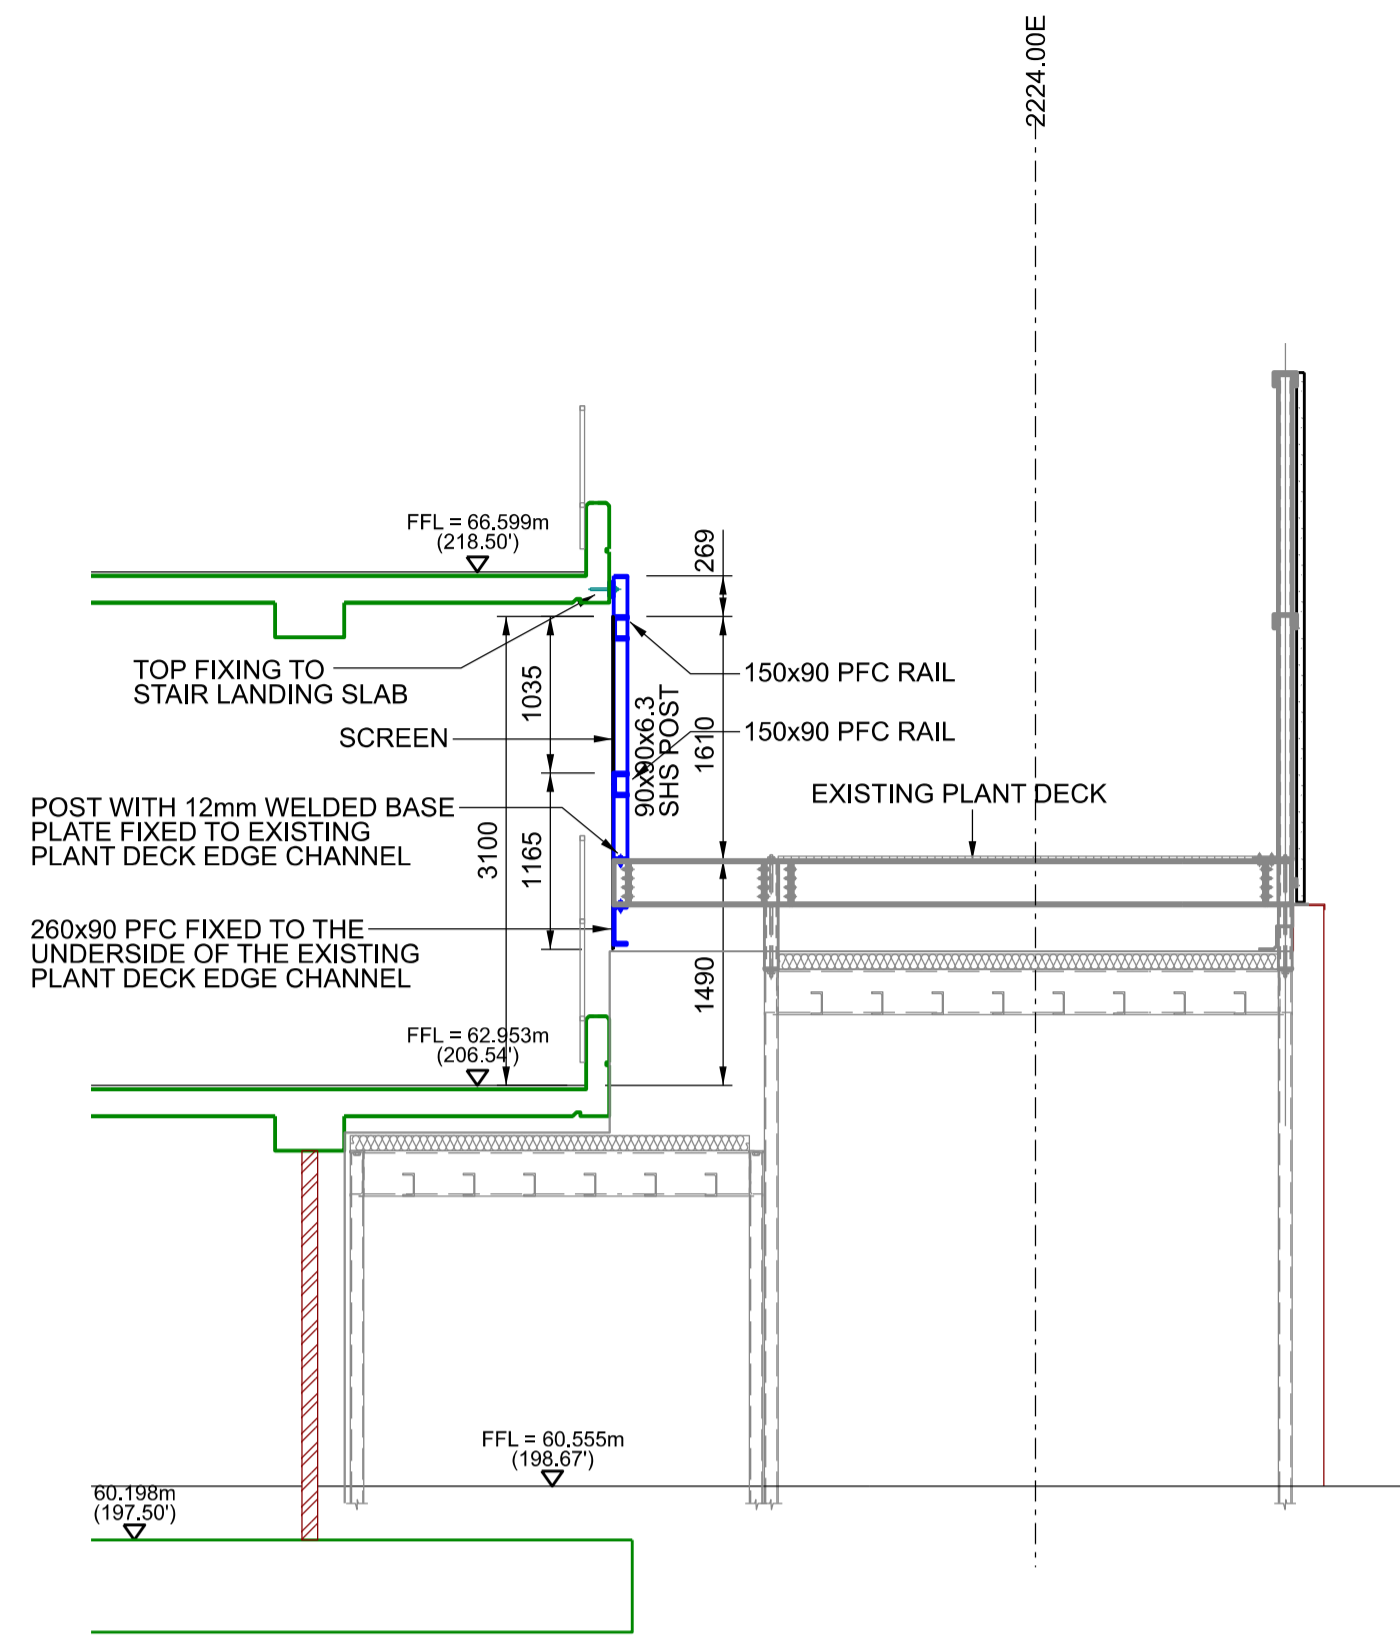 2224.00E
FFL = 66.599m
(218.50')
269
TOP FIXING TO
STAIR LANDING SLAB
SCREEN
1035
150x90 PFC RAIL
90x90x6.3
SHS POST
1610
150x90 PFC RAIL
EXISTING PLANT DECK
POST WITH 12mm WELDED BASE
PLATE FIXED TO EXISTING
PLANT DECK EDGE CHANNEL
3100
1165
260x90 PFC FIXED TO THE
UNDERSIDE OF THE EXISTING
PLANT DECK EDGE CHANNEL
1490
FFL = 62.953m
(206.54')
FFL = 60.555m
(198.67')
60.198m
(197.50')